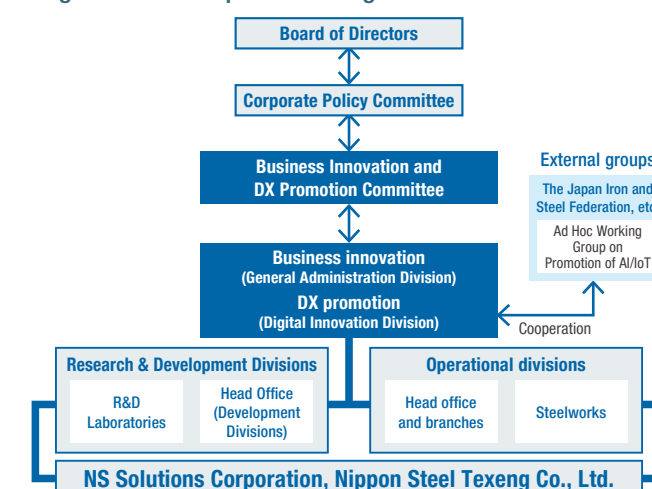 Board of Directors
Corporate Policy Committee
Business Innovation and
DX Promotion Committee
External groups
The Japan Iron and
Steel Federation, etc
Ad Hoc Working
Group on
Promotion of AI/IoT
Business innovation
(General Administration Division)
DX promotion
(Digital Innovation Division)
Cooperation
Research & Development Divisions
R&D
Laboratories
Head Office
(Development
Divisions)
Operational divisions
Head office
and branches
Steelworks
NS Solutions Corporation, Nippon Steel Texeng Co., Ltd.